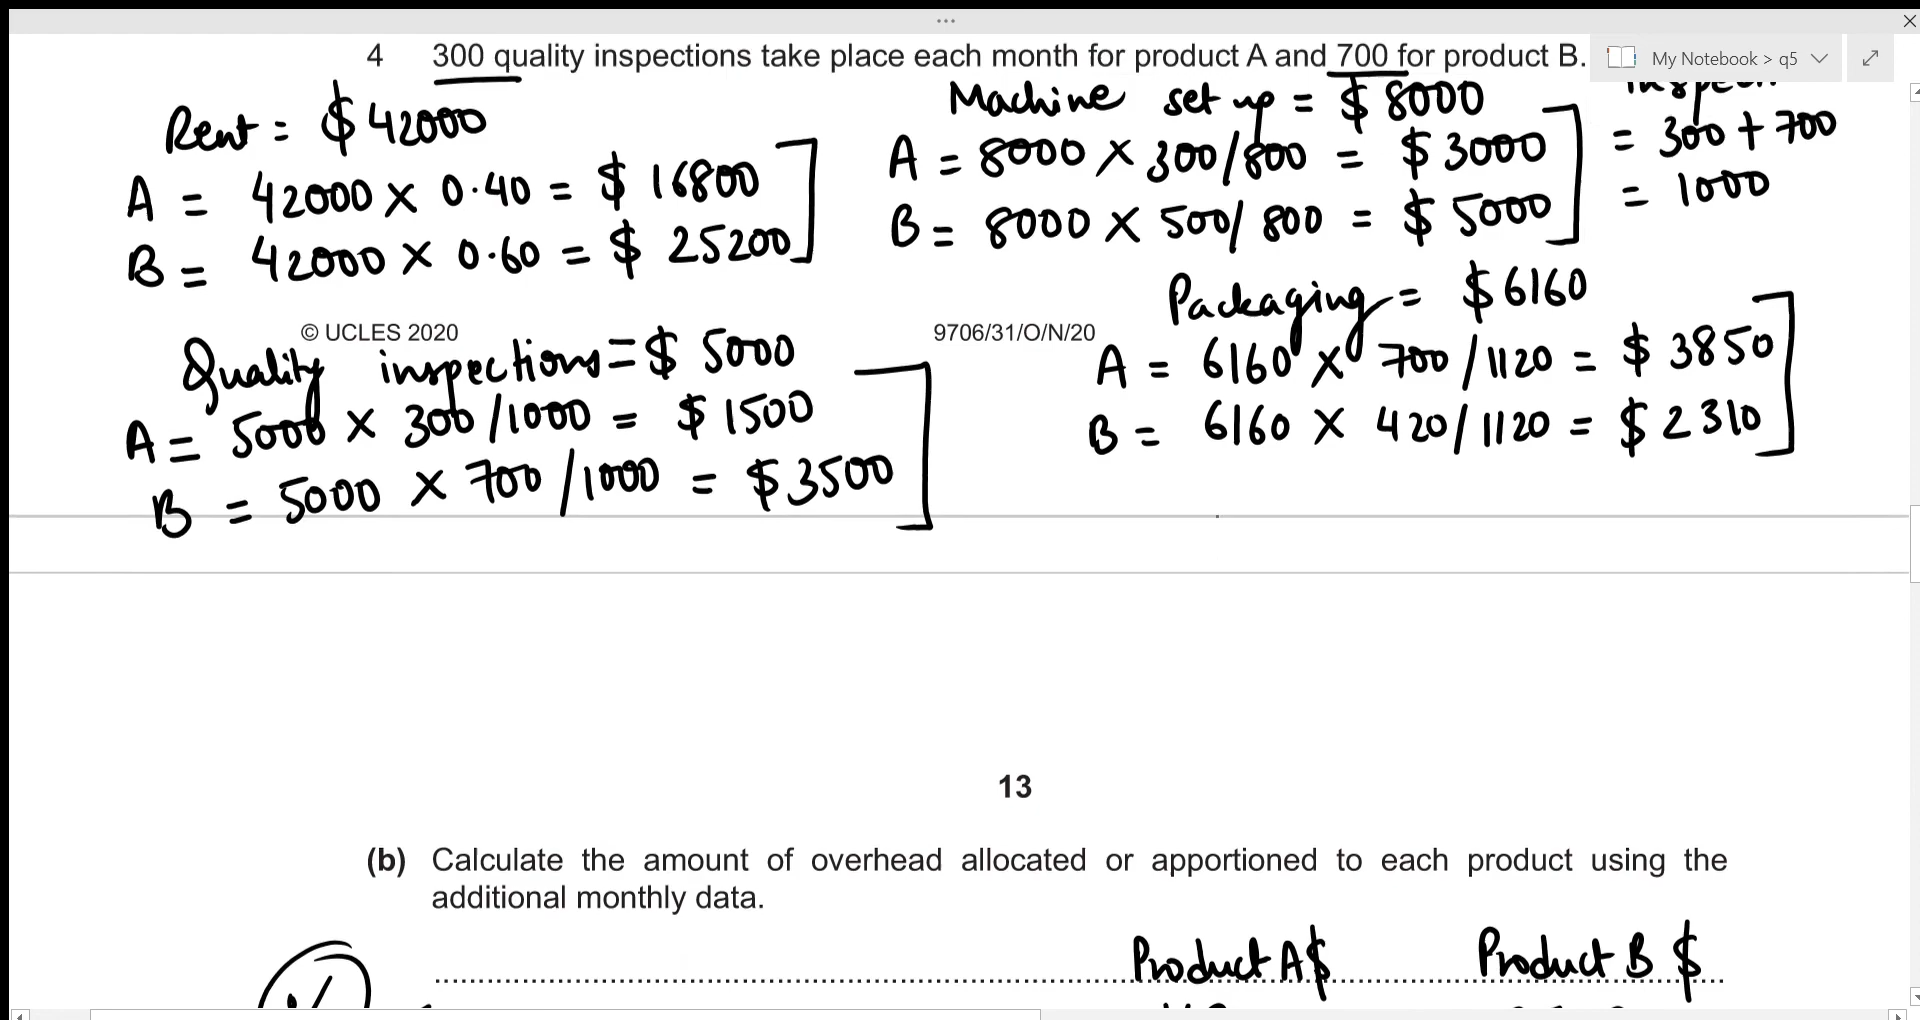 4 300 quality inspections take place each month for product A and 700 for product B.
My Notebook > q5
Rent = $ 42000
A = 42000 × 0.40 = $ 16800
B = 42000 × 0.60 = $ 25200
Machine set up = $ 8000
A = 8000 × 300/800 = $ 3000
B = 8000 × 500/800 = $ 5000
= 300 + 700
= 1000
© UCLES 2020
9706/31/O/N/20
Quality inspections = $ 5000
A = 5000 × 300/1000 = $ 1500
B = 5000 × 700/1000 = $ 3500
Packaging = $ 6160
A = 6160 × 700/1120 = $ 3850
B = 6160 × 420/1120 = $ 2310
13
(b) Calculate the amount of overhead allocated or apportioned to each product using the
additional monthly data.
Product A $ Product B $